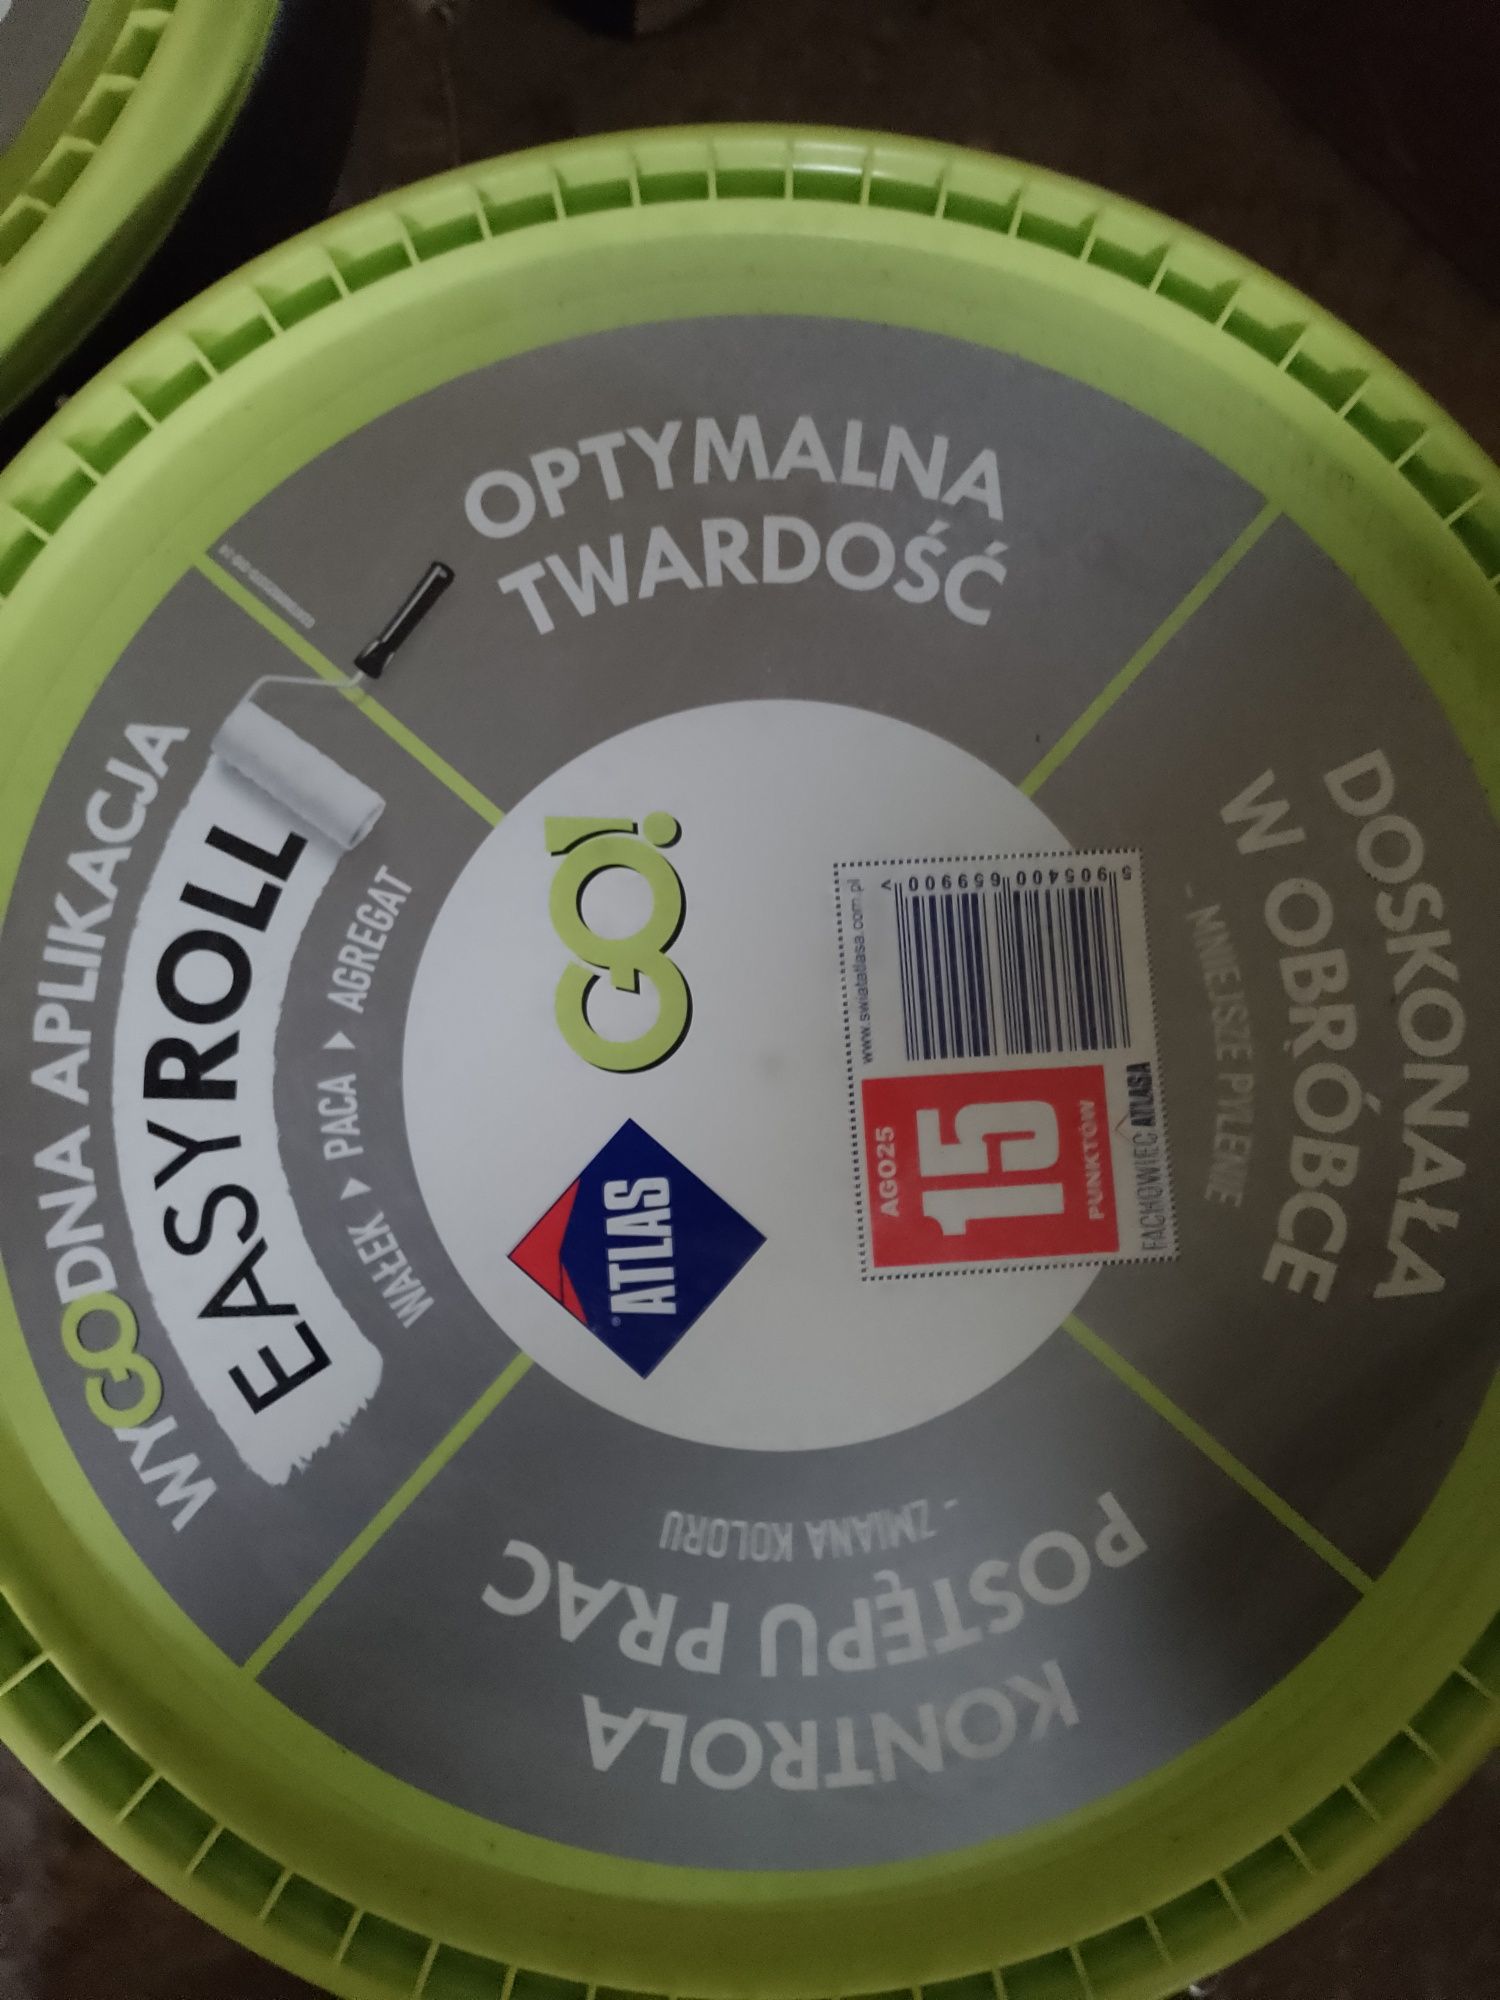 OPTYMALNA
TWARDOŚĆ
DOSKONAŁA
W OBRÓBCE
- MNIEJSZE PYLENIE
KONTROLA
POSTĘPU PRAC
- ZMIANA KOLORU
WYGODNA APLIKACJA
EASYROLL
WAŁEK ▸ PACA ▸ AGREGAT
ATLAS
®
GO!
www.swiatatlasa.com.pl
AGO25
15
PUNKTÓW
5 905400 659900 >
FACHOWIEC ATLASA